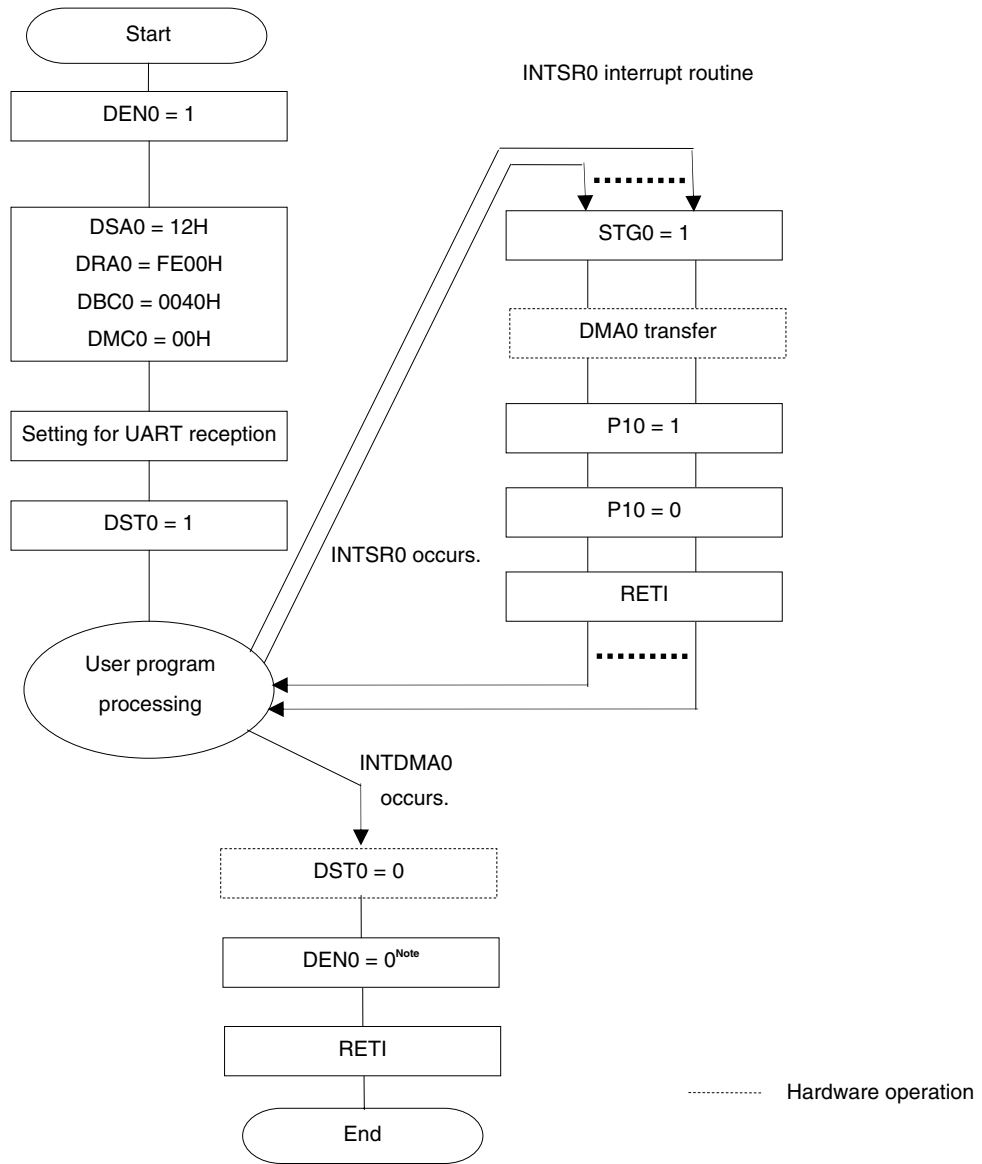 Start
DEN0 = 1
DSA0 = 12H
DRA0 = FE00H
DBC0 = 0040H
DMC0 = 00H
Setting for UART reception
DST0 = 1
User program
processing
INTSR0 interrupt routine
STG0 = 1
DMA0 transfer
P10 = 1
P10 = 0
RETI
INTSR0 occurs.
INTDMA0
occurs.
DST0 = 0
DEN0 = 0Note
RETI
End
Hardware operation